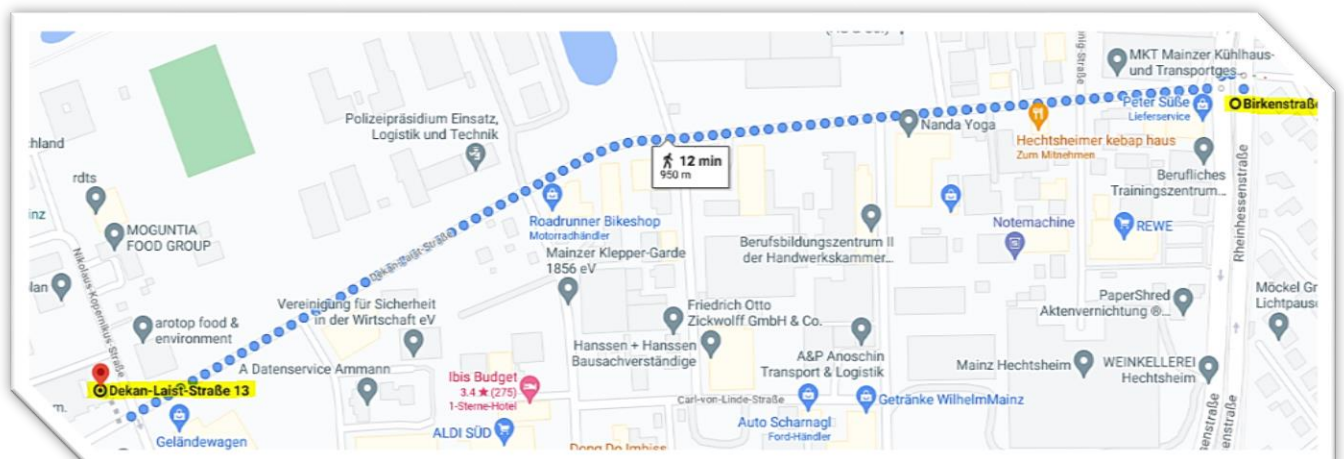 MKT Mainzer Kühlhaus-
und Transportges...
Polizeipräsidium Einsatz,
Logistik und Technik
Peter Süße
Lieferservice
Birkenstraße
Nanda Yoga
Hechtsheimer kebap haus
Zum Mitnehmen
12 min
950 m
rdts
Berufliches
Trainingszentrum...
Roadrunner Bikeshop
Motorradhändler
MOGUNTIA
FOOD GROUP
Notemachine
REWE
Rheinhessenstraße
Dekan-Laist-Straße
Mainzer Klepper-Garde
1856 eV
Berufsbildungszentrum II
der Handwerkskammer...
Nikolaus-Kopernikus-Straße
Vereinigung für Sicherheit
in der Wirtschaft eV
Friedrich Otto
Zickwolff GmbH & Co.
PaperShred
Aktenvernichtung ®...
Möckel Gr
Lichtpaus
arotop food &
environment
Hanssen + Hanssen
Bausachverständige
A&P Anoschin
Transport & Logistik
Mainz Hechtsheim
WEINKELLEREI
Hechtsheim
A Datenservice Ammann
Dekan-Laist-Straße 13
Ibis Budget
3.4 ★ (275)
1-Sterne-Hotel
Carl-von-Linde-Straße
Getränke WilhelmMainz
Auto Scharnagl
Ford-Händler
Geländewagen
ALDI SÜD